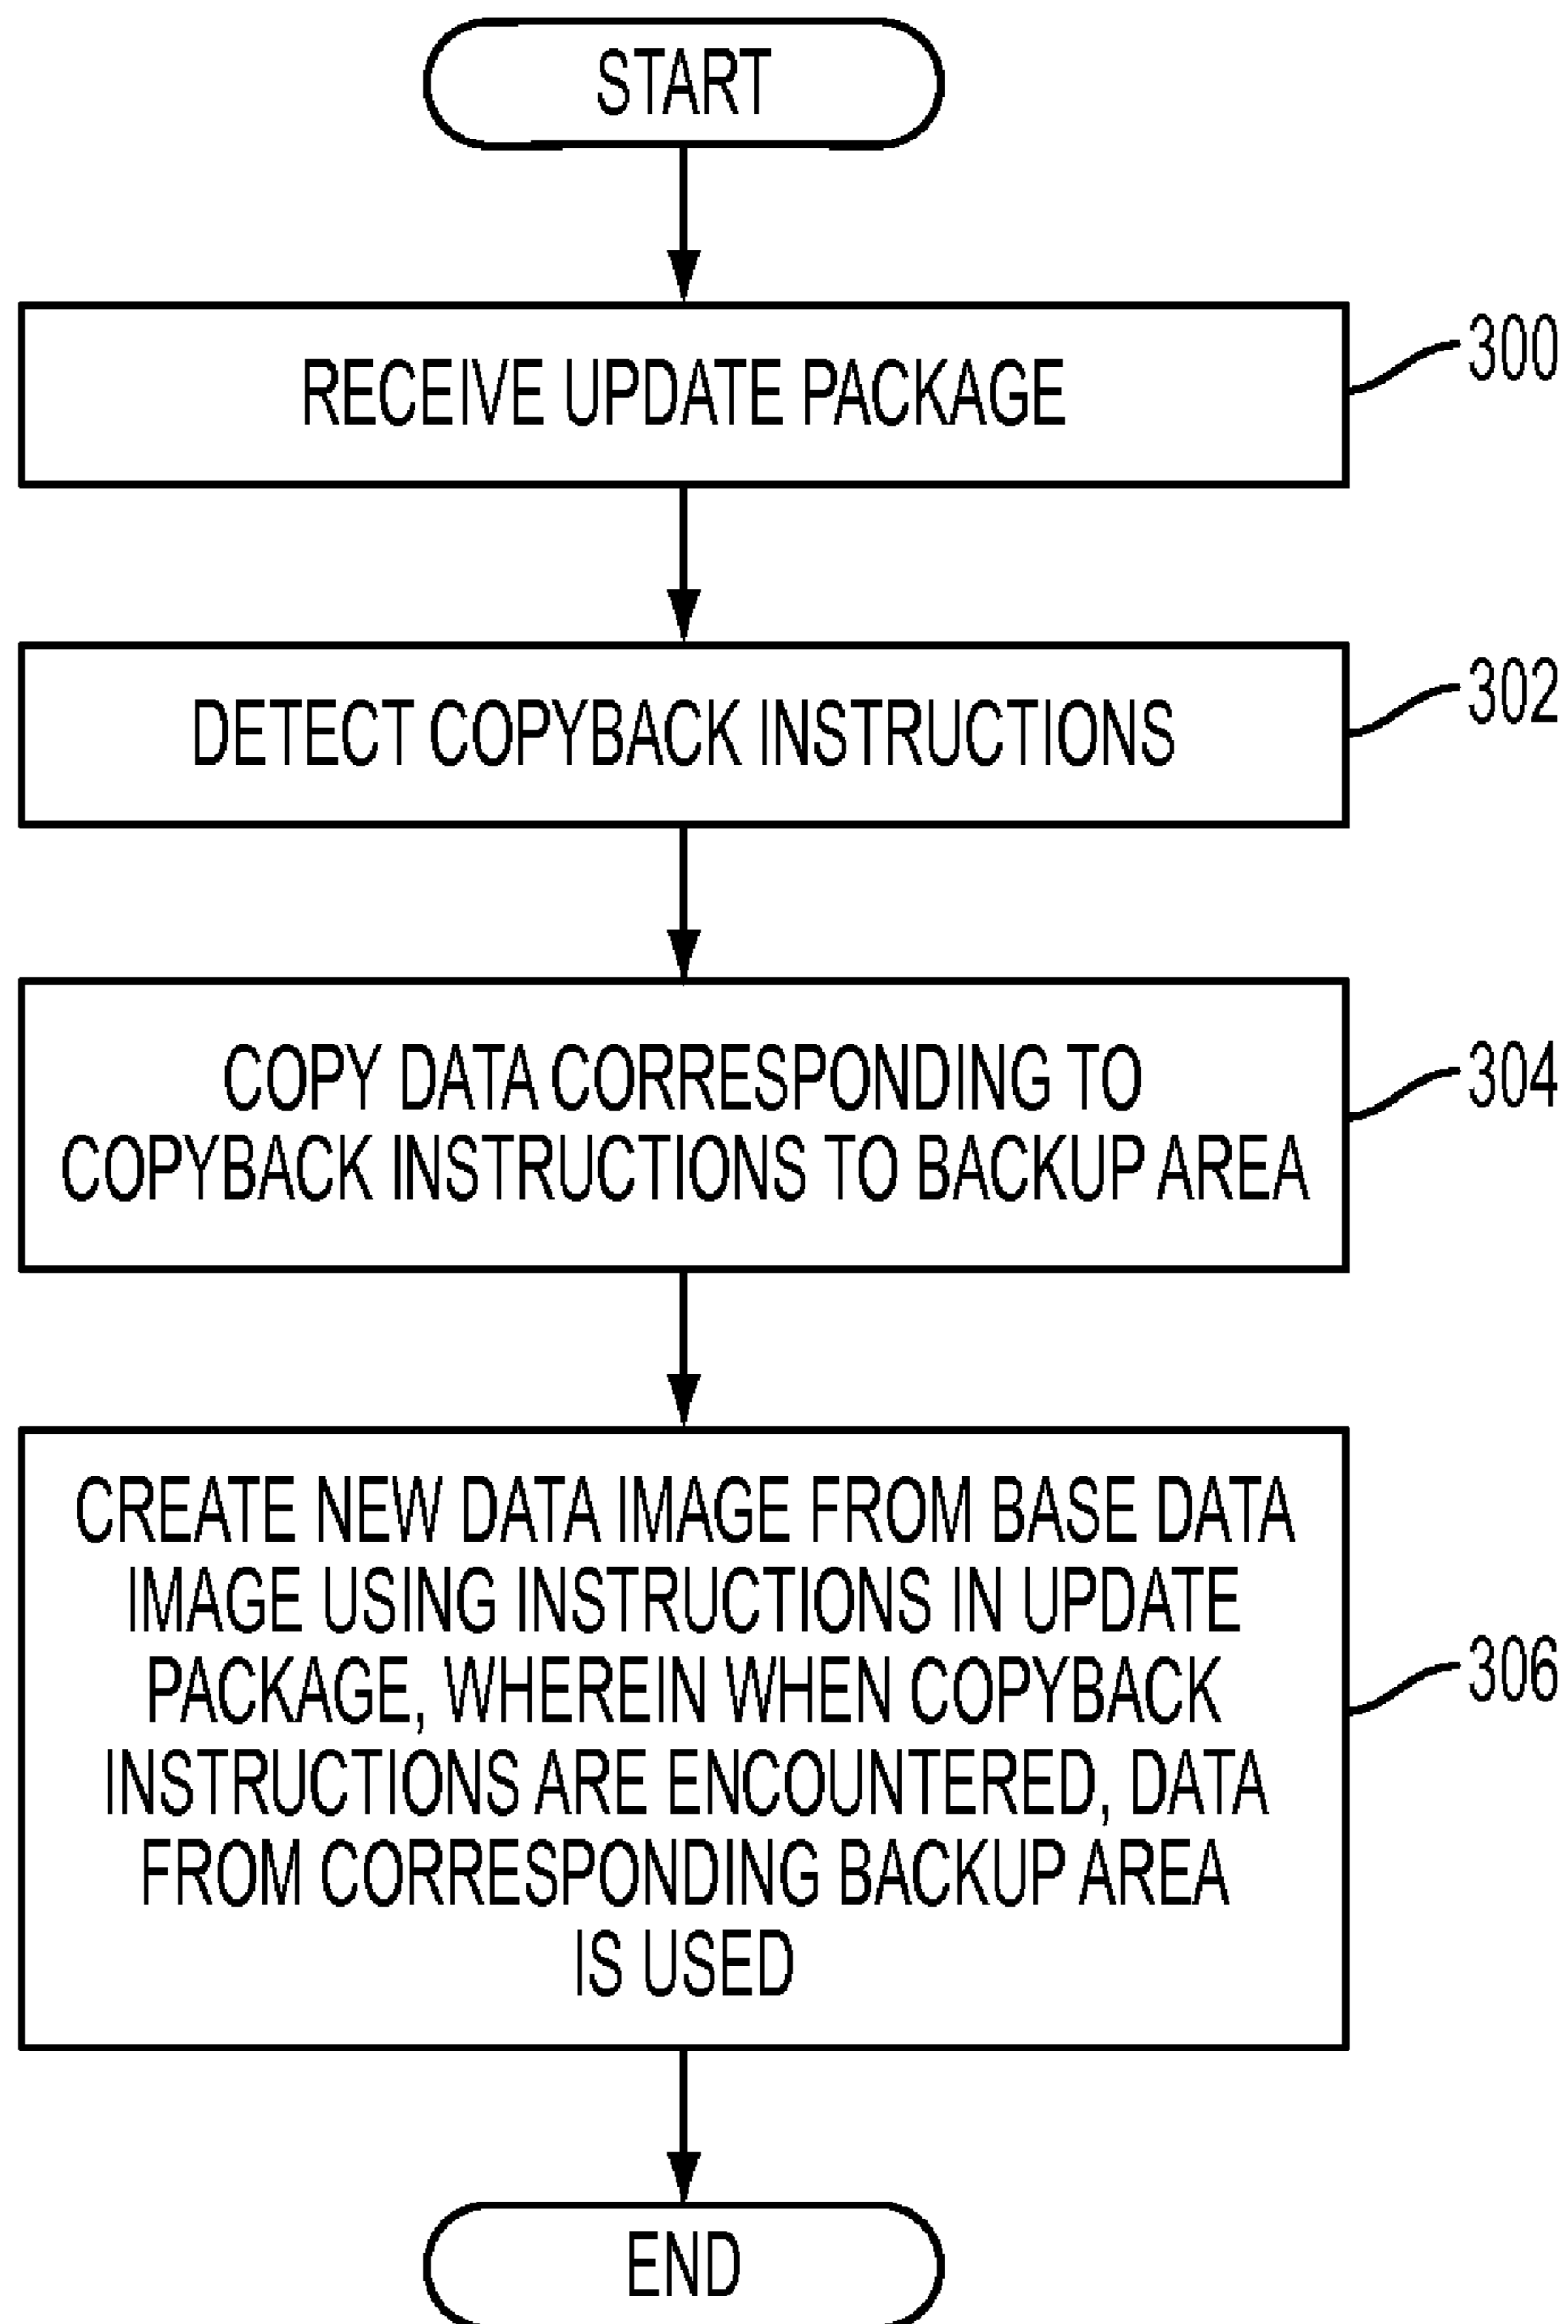 START
RECEIVE UPDATE PACKAGE
300
DETECT COPYBACK INSTRUCTIONS
302
COPY DATA CORRESPONDING TO
COPYBACK INSTRUCTIONS TO BACKUP AREA
304
CREATE NEW DATA IMAGE FROM BASE DATA
IMAGE USING INSTRUCTIONS IN UPDATE
PACKAGE, WHEREIN WHEN COPYBACK
INSTRUCTIONS ARE ENCOUNTERED, DATA
FROM CORRESPONDING BACKUP AREA
IS USED
306
END